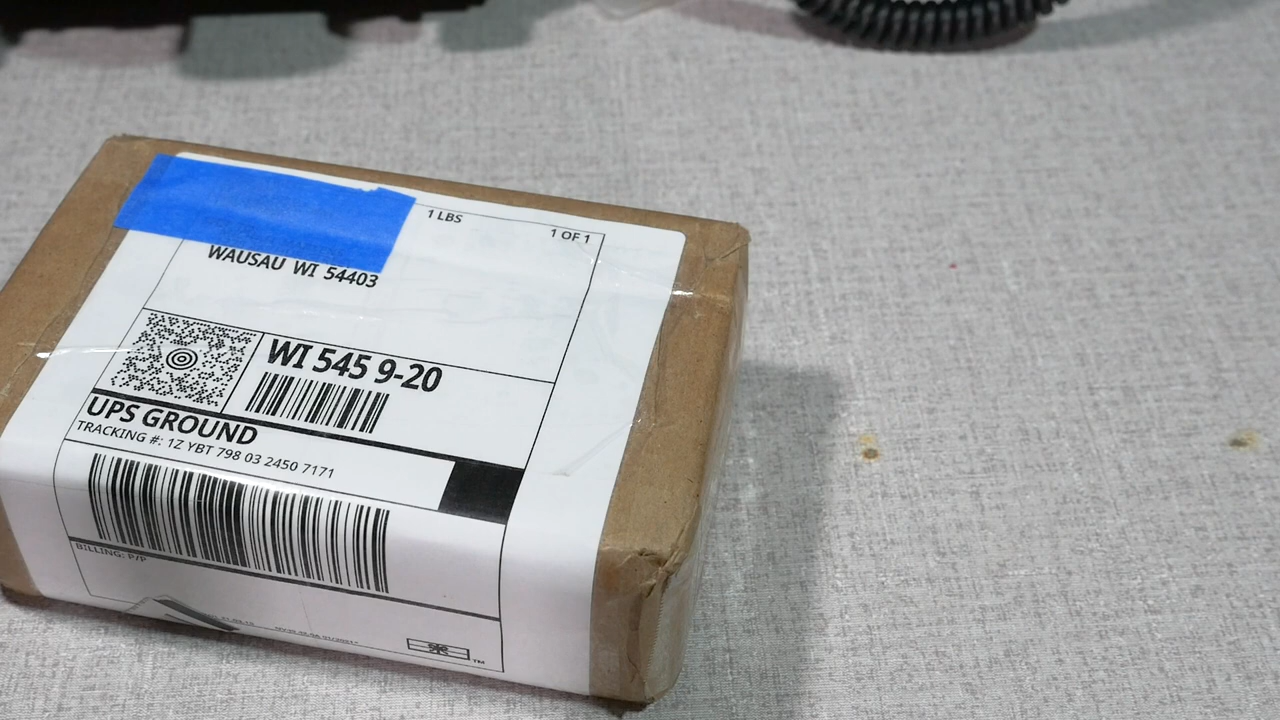 1 LBS
1 OF 1
WAUSAU WI 54403
WI 545 9-20
UPS GROUND
TRACKING #: 1Z YBT 798 03 2450 7171
BILLING: P/P
TM